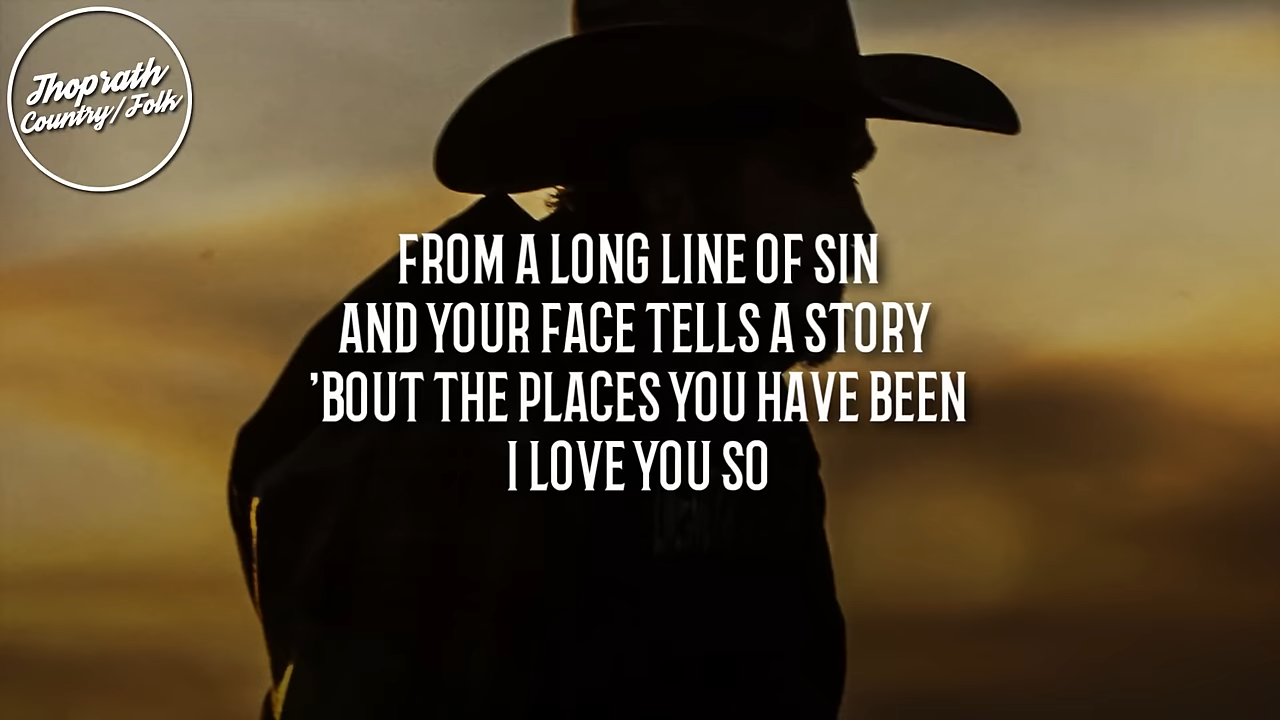 Jhoprath
Country/Folk
FROM A LONG LINE OF SIN
AND YOUR FACE TELLS A STORY
'BOUT THE PLACES YOU HAVE BEEN
I LOVE YOU SO